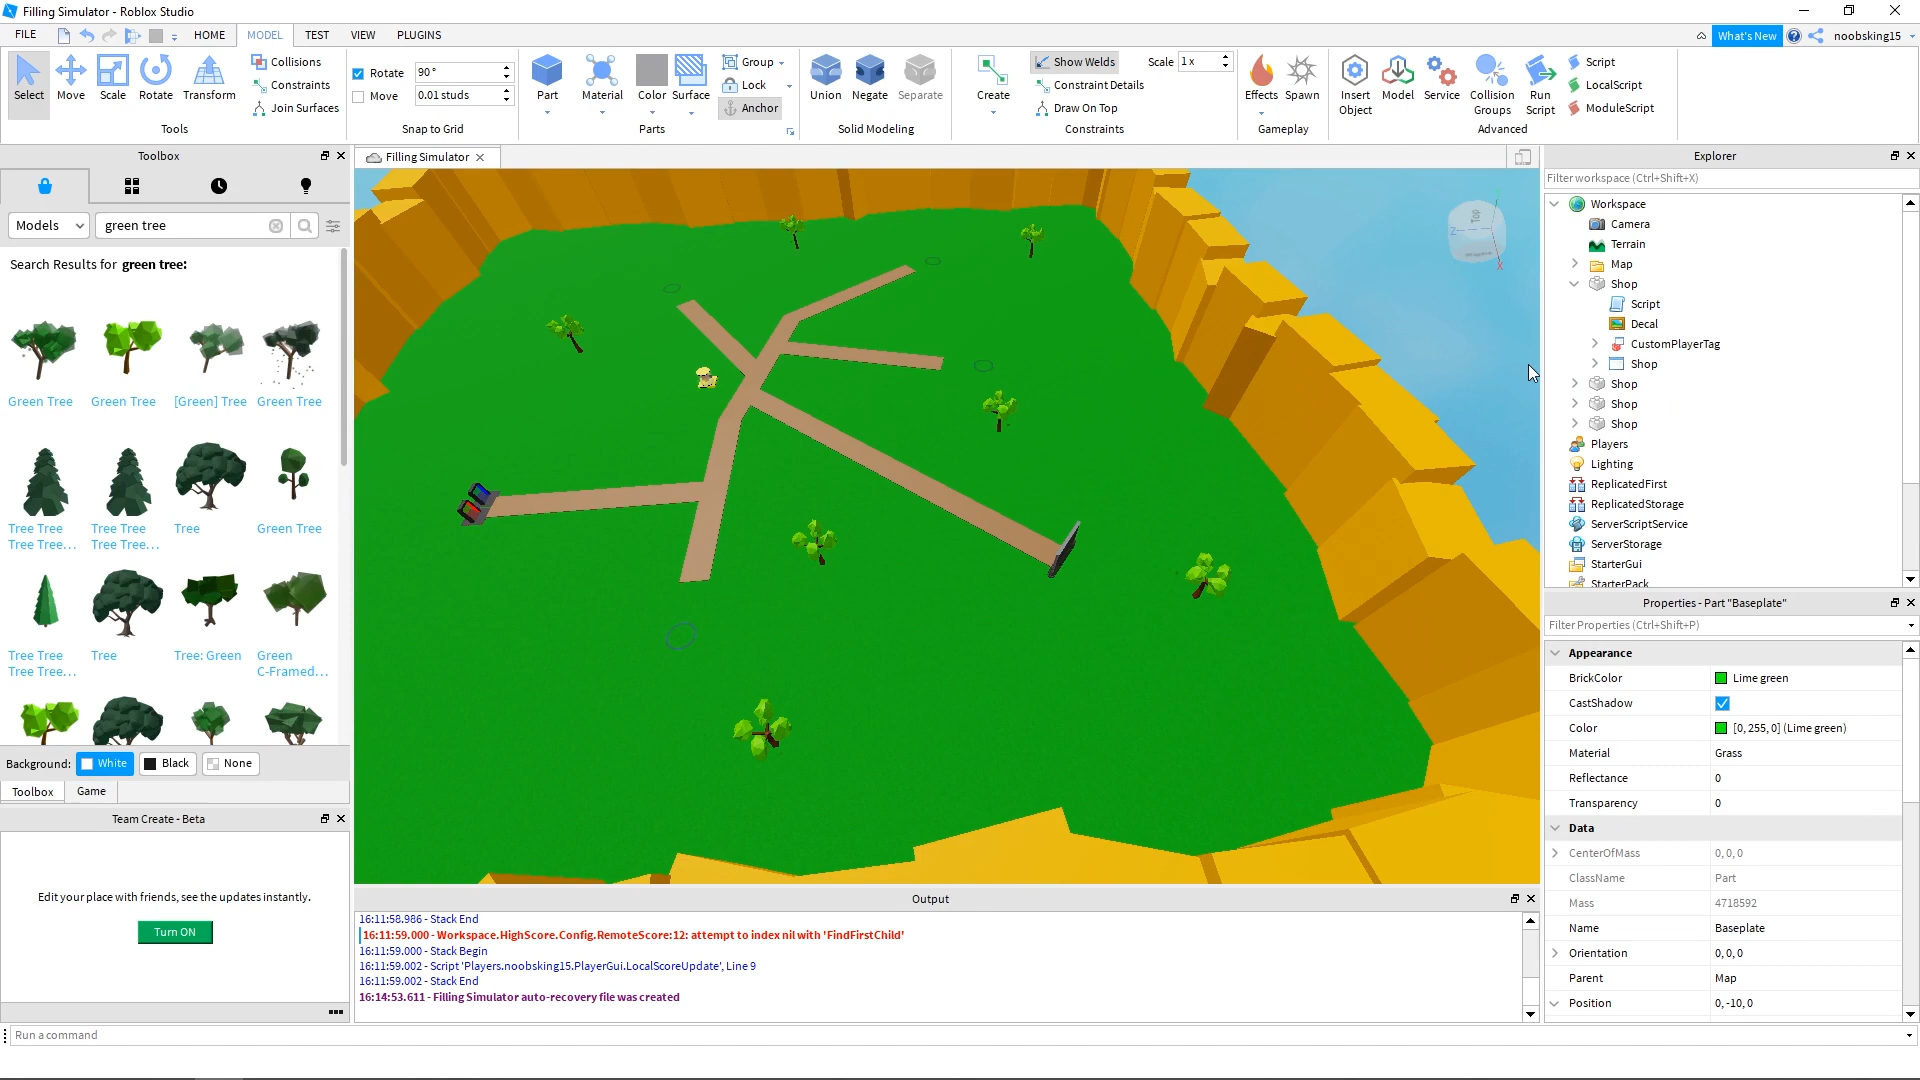 Filling Simulator - Roblox Studio
FILE
HOME
MODEL
TEST
VIEW
PLUGINS
What's New
noobsking15
Select
Move
Scale
Rotate
Transform
Collisions
Constraints
Join Surfaces
Tools
Rotate
90°
Move
0.01 studs
Snap to Grid
Part
Material
Color
Surface
Group
Lock
Anchor
Parts
Union
Negate
Separate
Solid Modeling
Create
Show Welds
Scale
1 x
Constraint Details
Draw On Top
Constraints
Effects
Spawn
Gameplay
Insert
Object
Model
Service
Collision
Groups
Run
Script
Script
LocalScript
ModuleScript
Advanced
Toolbox
Models
green tree
Search Results for green tree:
Green Tree
Green Tree
[Green] Tree
Green Tree
Tree Tree
Tree Tree...
Tree Tree
Tree Tree...
Tree
Green Tree
Tree Tree
Tree Tree...
Tree
Tree: Green
Green
C-Framed...
Background:
White
Black
None
Toolbox
Game
Team Create - Beta
Edit your place with friends, see the updates instantly.
Turn ON
Filling Simulator
Top
Z
X
Output
16:11:58.986 - Stack End
16:11:59.000 - Workspace.HighScore.Config.RemoteScore:12: attempt to index nil with 'FindFirstChild'
16:11:59.000 - Stack Begin
16:11:59.002 - Script 'Players.noobsking15.PlayerGui.LocalScoreUpdate', Line 9
16:11:59.002 - Stack End
16:14:53.611 - Filling Simulator auto-recovery file was created
Run a command
Explorer
Filter workspace (Ctrl+Shift+X)
Workspace
Camera
Terrain
Map
Shop
Script
Decal
CustomPlayerTag
Shop
Shop
Shop
Shop
Players
Lighting
ReplicatedFirst
ReplicatedStorage
ServerScriptService
ServerStorage
StarterGui
StarterPack
Properties - Part "Baseplate"
Filter Properties (Ctrl+Shift+P)
Appearance
BrickColor
Lime green
CastShadow
Color
[0, 255, 0] (Lime green)
Material
Grass
Reflectance
0
Transparency
0
Data
CenterOfMass
0, 0, 0
ClassName
Part
Mass
4718592
Name
Baseplate
Orientation
0, 0, 0
Parent
Map
Position
0, -10, 0